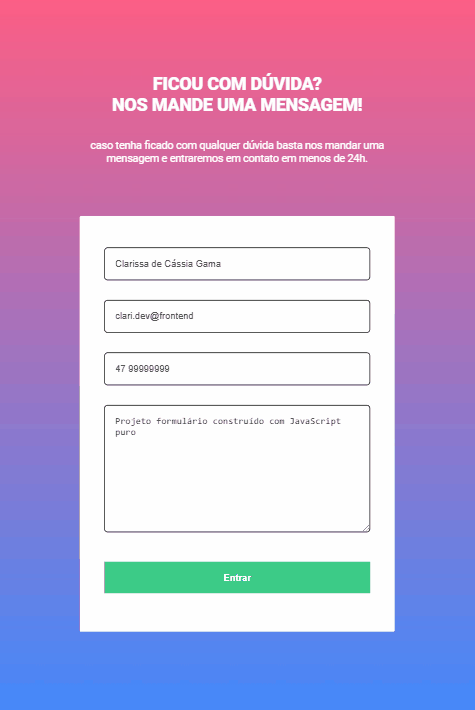 FICOU COM DÚVIDA?
NOS MANDE UMA MENSAGEM!
caso tenha ficado com qualquer dúvida basta nos mandar uma
mensagem e entraremos em contato em menos de 24h.
Clarissa de Cássia Gama
clari.dev@frontend
47 99999999
Projeto formulário construído com JavaScript
puro
Entrar